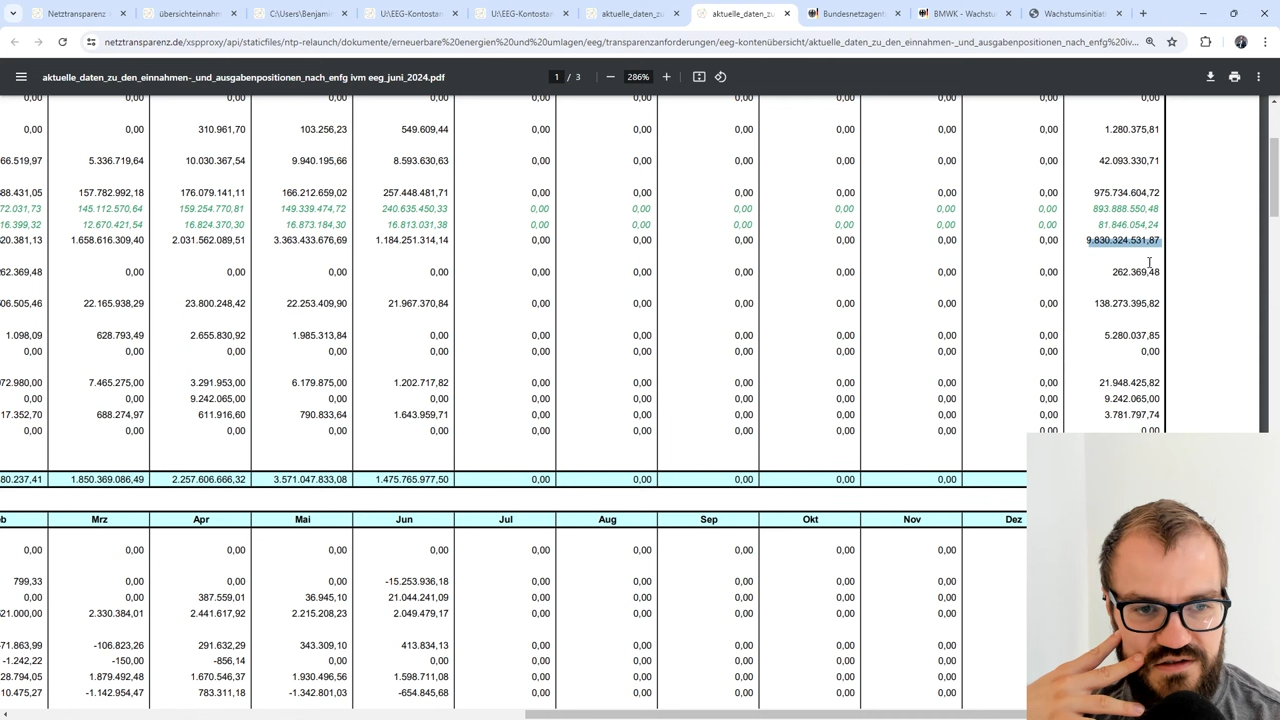 Netztransparenz
übersichteinnahm
C:\Users\Benjami
U:\EEG-Kontostan
U:\EEG-Kontostan
aktuelle_daten_zu
aktuelle_daten_zu
Bundesnetzagent
BMWK - Wachstu
Wachstumsinitiat
netztransparenz.de/xspproxy/api/staticfiles/ntp-relaunch/dokumente/erneuerbare%20energien%20und%20umlagen/eeg/transparenzanforderungen/eeg-kontenübersicht/aktuelle_daten_zu_den_einnahmen-_und_ausgabenpositionen_nach_enfg%20iv...
aktuelle_daten_zu_den_einnahmen-_und_ausgabenpositionen_nach_enfg ivm eeg_juni_2024.pdf 1 / 3 286%
0,00 0,00 0,00 0,00 0,00 0,00 0,00 0,00 0,00 0,00 0,00 0,00
0,00 0,00 310.961,70 103.256,23 549.609,44 0,00 0,00 0,00 0,00 0,00 0,00 1.280.375,81
66.519,97 5.336.719,64 10.030.367,54 9.940.195,66 8.593.630,63 0,00 0,00 0,00 0,00 0,00 0,00 42.093.330,71
88.431,05 157.782.992,18 176.079.141,11 166.212.659,02 257.448.481,71 0,00 0,00 0,00 0,00 0,00 0,00 975.734.604,72
72.031,73 145.112.570,64 159.254.770,81 149.339.474,72 240.635.450,33 0,00 0,00 0,00 0,00 0,00 0,00 893.888.550,48
16.399,32 12.670.421,54 16.824.370,30 16.873.184,30 16.813.031,38 0,00 0,00 0,00 0,00 0,00 0,00 81.846.054,24
20.381,13 1.658.616.309,40 2.031.562.089,51 3.363.433.676,69 1.184.251.314,14 0,00 0,00 0,00 0,00 0,00 0,00 9.830.324.531,87
262.369,48 0,00 0,00 0,00 0,00 0,00 0,00 0,00 0,00 0,00 0,00 262.369,48
606.505,46 22.165.938,29 23.800.248,42 22.253.409,90 21.967.370,84 0,00 0,00 0,00 0,00 0,00 0,00 138.273.395,82
1.098,09 628.793,49 2.655.830,92 1.985.313,84 0,00 0,00 0,00 0,00 0,00 0,00 0,00 5.280.037,85
0,00 0,00 0,00 0,00 0,00 0,00 0,00 0,00 0,00 0,00 0,00 0,00
972.980,00 7.465.275,00 3.291.953,00 6.179.875,00 1.202.717,82 0,00 0,00 0,00 0,00 0,00 0,00 21.948.425,82
0,00 0,00 9.242.065,00 0,00 0,00 0,00 0,00 0,00 0,00 0,00 0,00 9.242.065,00
17.352,70 688.274,97 611.916,60 790.833,64 1.643.959,71 0,00 0,00 0,00 0,00 0,00 0,00 3.781.797,74
0,00 0,00 0,00 0,00 0,00 0,00 0,00 0,00 0,00 0,00 0,00 0,00
80.237,41 1.850.369.086,49 2.257.606.666,32 3.571.047.833,08 1.475.765.977,50 0,00 0,00 0,00 0,00 0,00
Mrz Apr Mai Jun Jul Aug Sep Okt Nov Dez
0,00 0,00 0,00 0,00 0,00 0,00 0,00 0,00 0,00 0,00
799,33 0,00 0,00 0,00 -15.253.936,18 0,00 0,00 0,00 0,00 0,00
0,00 0,00 387.559,01 36.945,10 21.044.241,09 0,00 0,00 0,00 0,00 0,00
621.000,00 2.330.384,01 2.441.617,92 2.215.208,23 2.049.479,17 0,00 0,00 0,00 0,00 0,00
71.863,99 -106.823,26 291.632,29 343.309,10 413.834,13 0,00 0,00 0,00 0,00 0,00
-1.242,22 -150,00 -856,14 0,00 0,00 0,00 0,00 0,00 0,00 0,00
28.794,05 1.879.492,48 1.670.546,37 1.930.496,56 1.598.711,08 0,00 0,00 0,00 0,00 0,00
10.475,27 -1.142.954,47 783.311,18 -1.342.801,03 -654.845,68 0,00 0,00 0,00 0,00 0,00